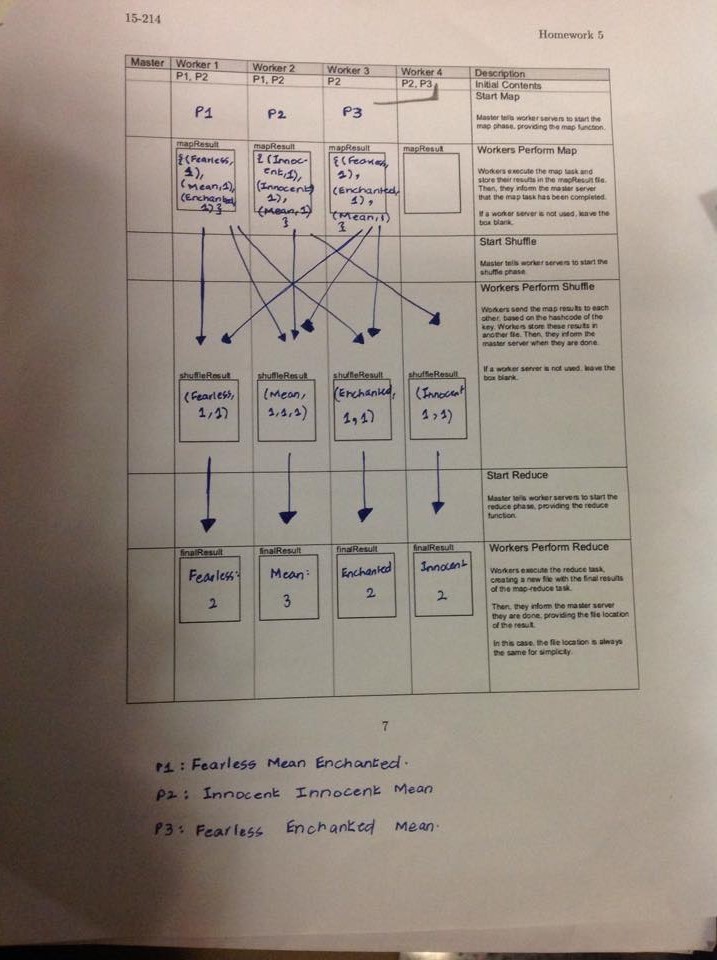 15-214
Homework 5
Master Worker 1 Worker 2 Worker 3 Worker 4 Description
P1, P2 P1, P2 P2 P2, P3 Initial Contents
P1 P2 P3
Start Map
Master tells worker servers to start the
map phase, providing the map function.
mapResult
{(Fearless,
1),
(Mean,1),
(Enchanted,
1)}
mapResult
{(Innoc-
ent,1),
(Innocent,
1),
(Mean,1)
}
mapResult
{(Fearless,
1),
(Enchanted,
1),
(Mean,1)
}
mapResult
Workers Perform Map
Workers execute the map task and
store their results in the mapResult file.
Then, they inform the master server
that the map task has been completed.
If a worker server is not used, leave the
box blank.
Start Shuffle
Master tells worker servers to start the
shuffle phase.
Workers Perform Shuffle
Workers send the map results to each
other, based on the hashcode of the
key. Workers store these results in
another file. Then, they inform the
master server when they are done.
If a worker server is not used, leave the
box blank.
shuffleResult
(Fearless,
1,1)
shuffleResult
(Mean,
1,1,1)
shuffleResult
(Enchanted,
1,1)
shuffleResult
(Innocent
1,1)
Start Reduce
Master tells worker servers to start the
reduce phase, providing the reduce
function.
finalResult
Fearless:
2
finalResult
Mean:
3
finalResult
Enchanted
2
finalResult
Innocent
2
Workers Perform Reduce
Workers execute the reduce task,
creating a new file with the final results
of the map-reduce task.
Then, they inform the master server
they are done, providing the file location
of the result.
In this case, the file location is always
the same for simplicity.
7
P1 : Fearless Mean Enchanted.
P2 : Innocent Innocent Mean
P3 : Fearless Enchanted Mean.